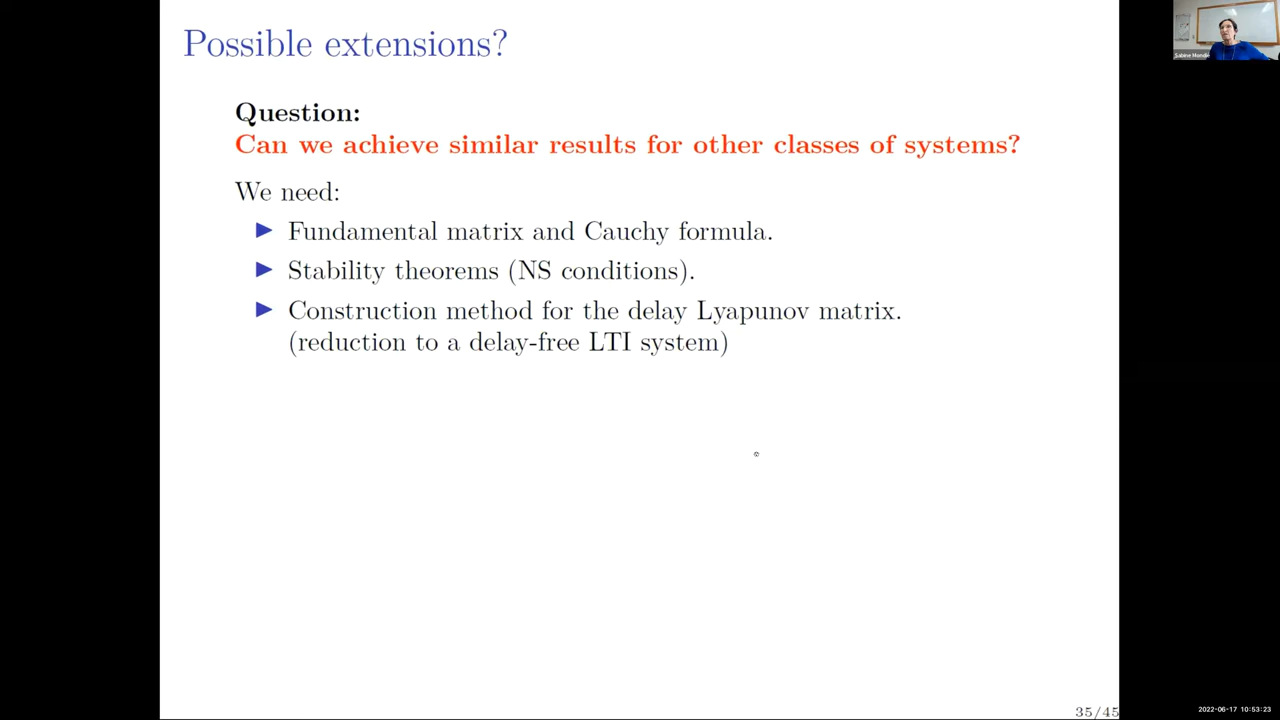 Possible extensions?
Question:
Can we achieve similar results for other classes of systems?
We need:
▶ Fundamental matrix and Cauchy formula.
▶ Stability theorems (NS conditions).
▶ Construction method for the delay Lyapunov matrix.
(reduction to a delay-free LTI system)
35/45
Sabine Mondié
2022-06-17 10:53:23